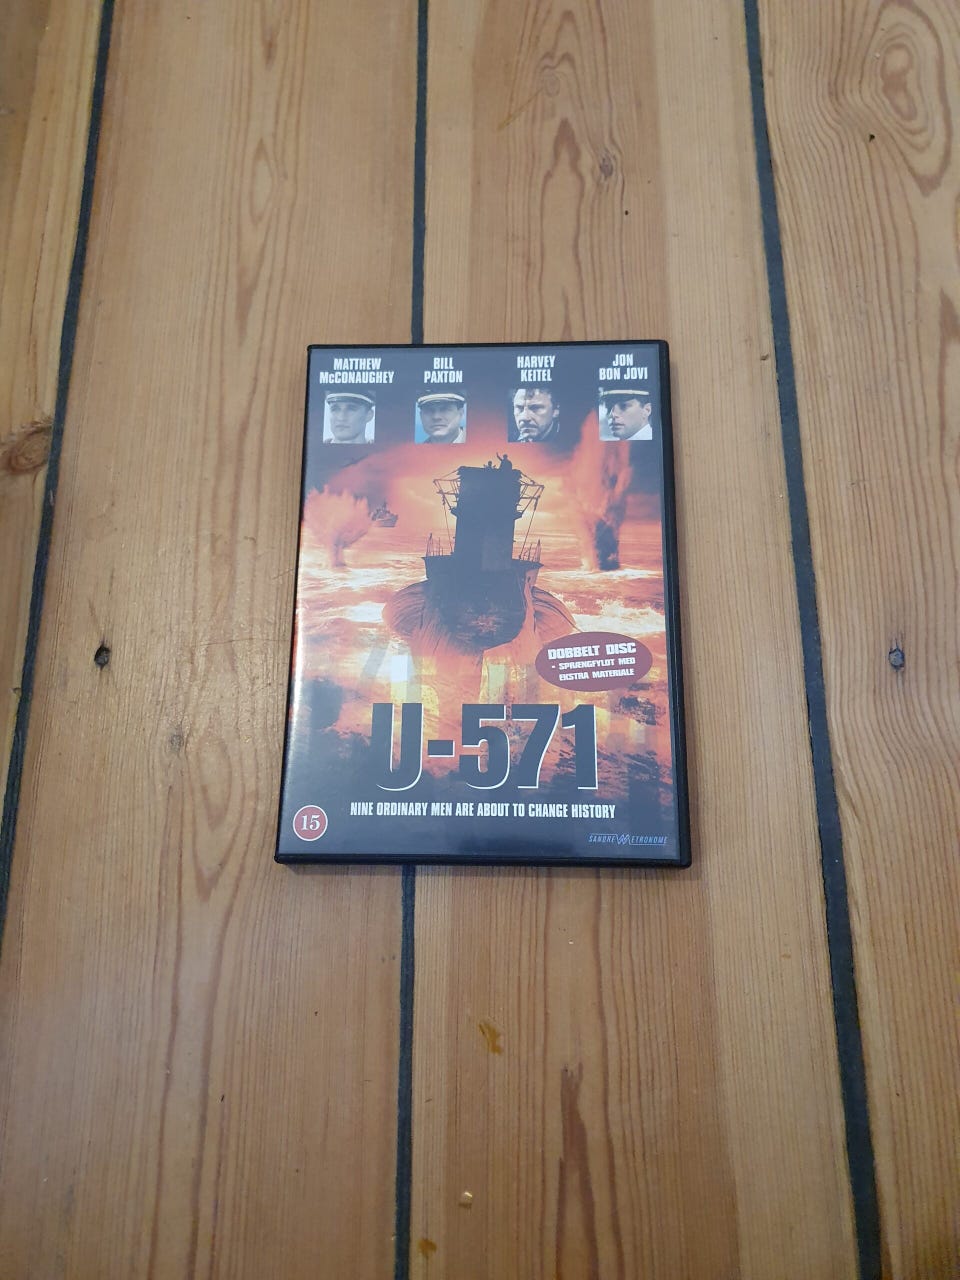 MATTHEW
McCONAUGHEY
BILL
PAXTON
HARVEY
KEITEL
JON
BON JOVI
DOBBELT DISC
- SPRÆNGFYLDT MED
EKSTRA MATERIALE
U-571
NINE ORDINARY MEN ARE ABOUT TO CHANGE HISTORY
15
SANDREW METRONOME